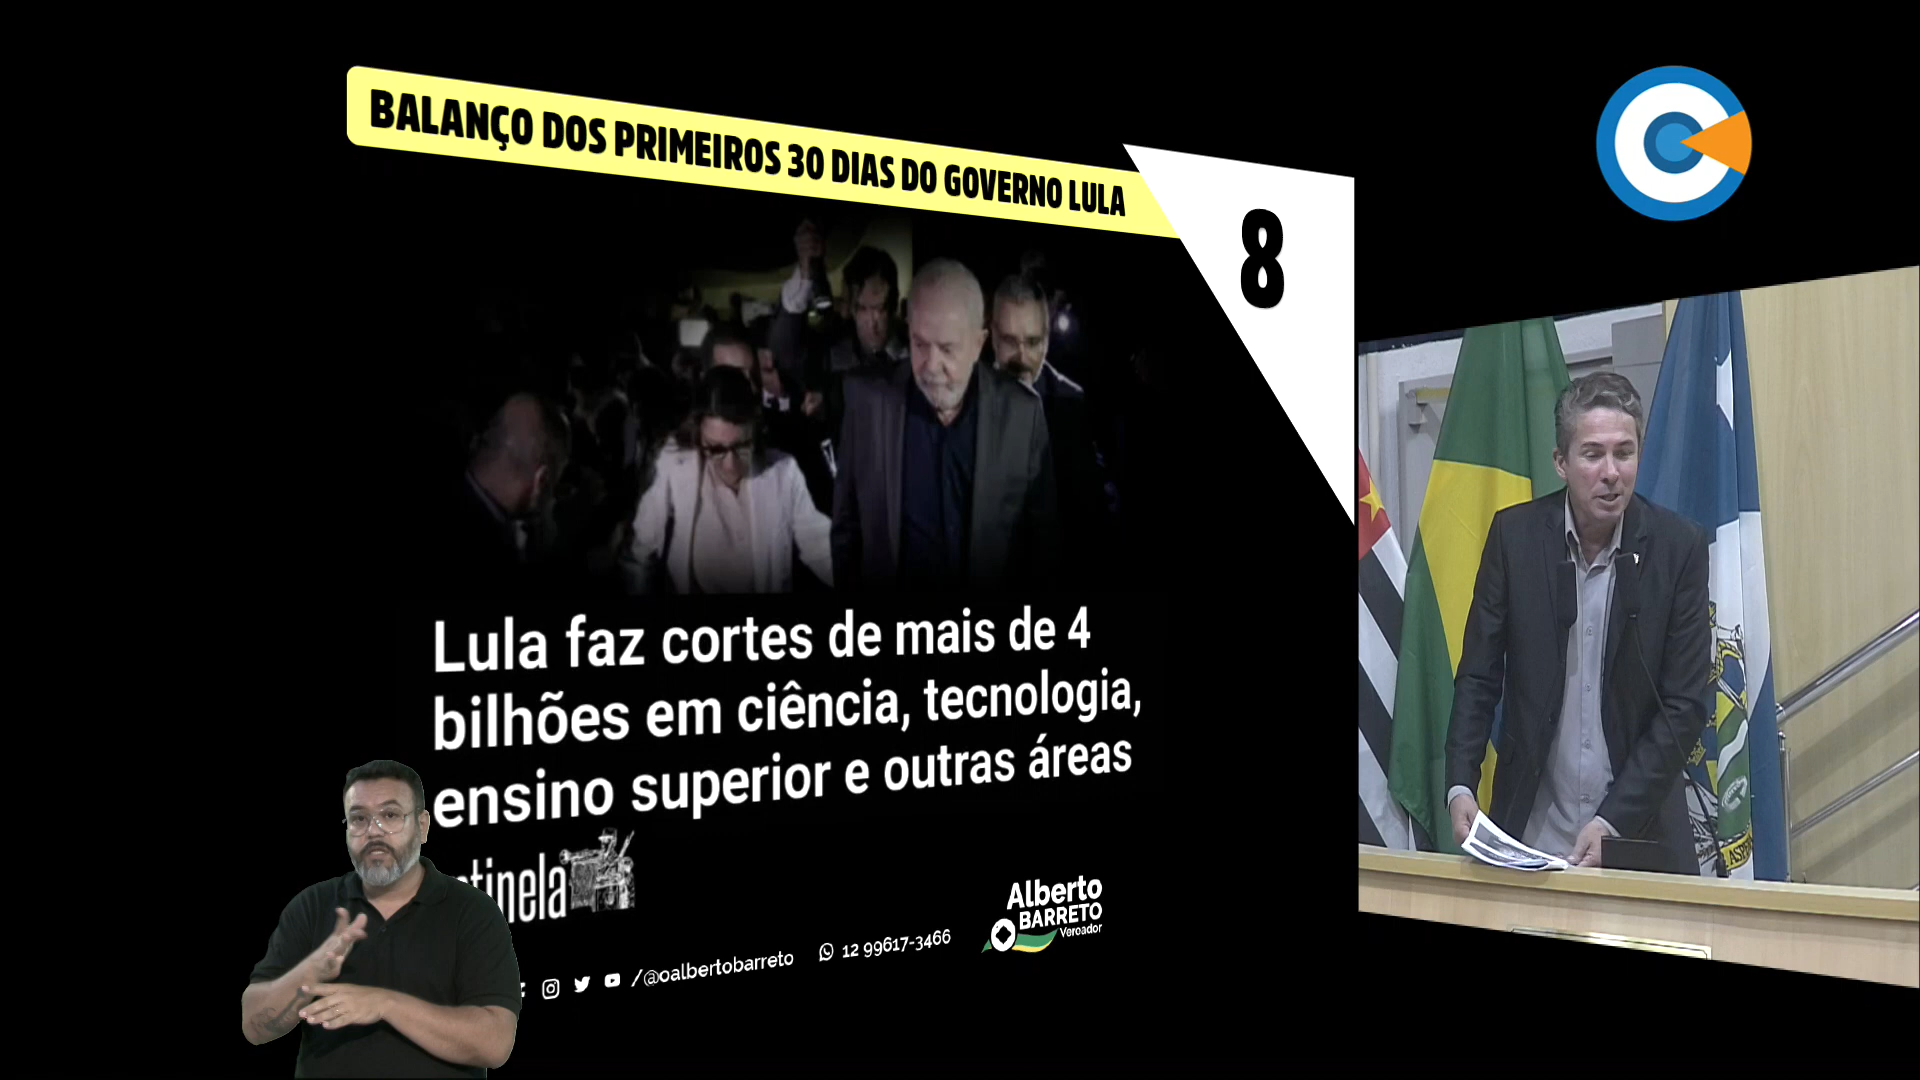 BALANÇO DOS PRIMEIROS 30 DIAS DO GOVERNO LULA
8
Lula faz cortes de mais de 4
bilhões em ciência, tecnologia,
ensino superior e outras áreas
Alberto
BARRETO
Vereador
/@oalbertobarreto
12 99617-3466